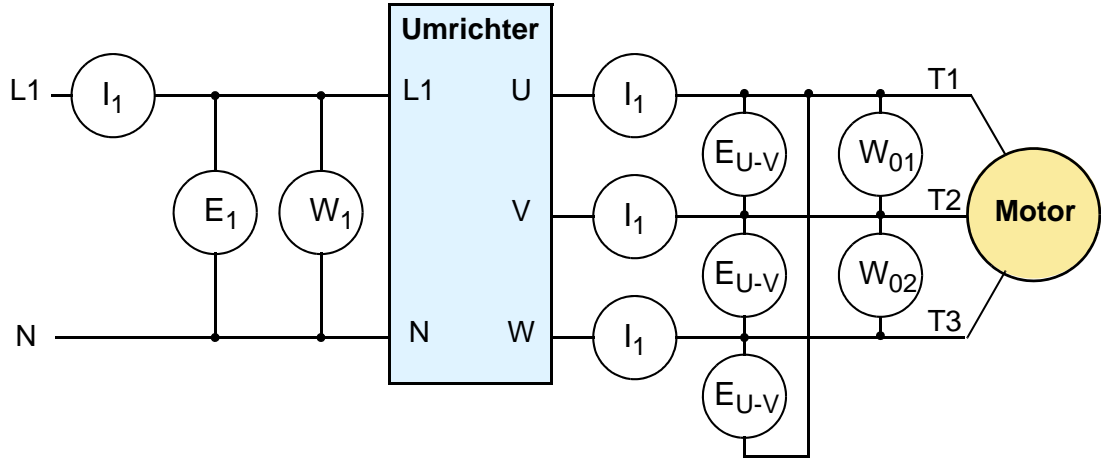 Umrichter
L1 I1 L1 U I1 T1
EU-V W01
E1 W1 V I1 T2 Motor
EU-V W02
N N W I1 T3
EU-V